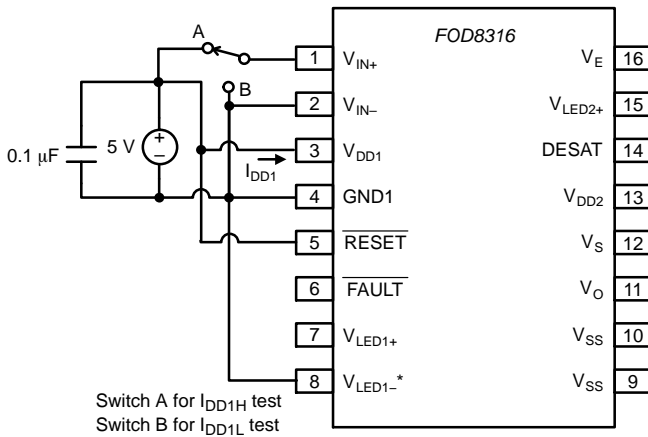 FOD8316
A
B
0.1 μF
5 V
+
−
I_DD1
1 V_IN+
2 V_IN−
3 V_DD1
4 GND1
5 R̅E̅S̅E̅T̅
6 F̅A̅U̅L̅T̅
7 V_LED1+
8 V_LED1−*
V_E 16
V_LED2+ 15
DESAT 14
V_DD2 13
V_S 12
V_O 11
V_SS 10
V_SS 9
Switch A for I_DD1H test
Switch B for I_DD1L test